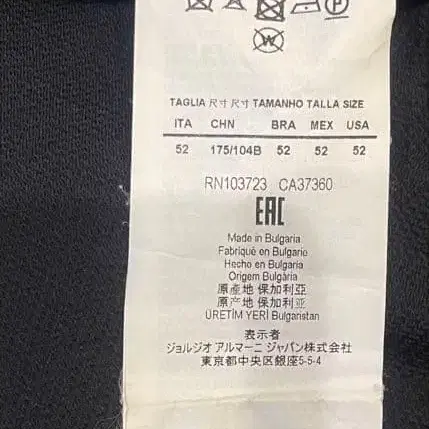 P
W
TAGLIA 尺寸 尺寸 TAMANHO TALLA SIZE
ITA CHN BRA MEX USA
52 175/104B 52 52 52
RN103723 CA37360
EAC
Made in Bulgaria
Fabriqué en Bulgarie
Hecho en Bulgaria
Origem Bulgária
原產地 保加利亞
原产地 保加利亚
ÜRETİM YERİ Bulgaristan
表示者
ジョルジオ アルマーニ ジャパン株式会社
東京都中央区銀座5-5-4